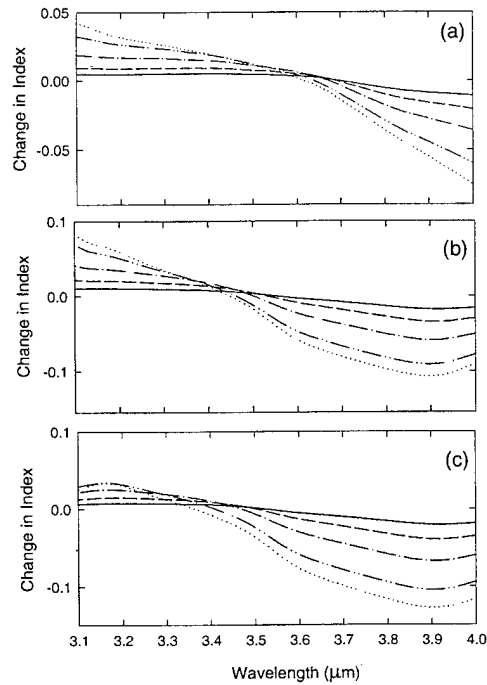 0.05
(a)
0.00
-0.05
Change in Index
0.1
(b)
0.0
-0.1
Change in Index
0.1
(c)
0.0
-0.1
Change in Index
3.1 3.2 3.3 3.4 3.5 3.6 3.7 3.8 3.9 4.0
Wavelength (μm)